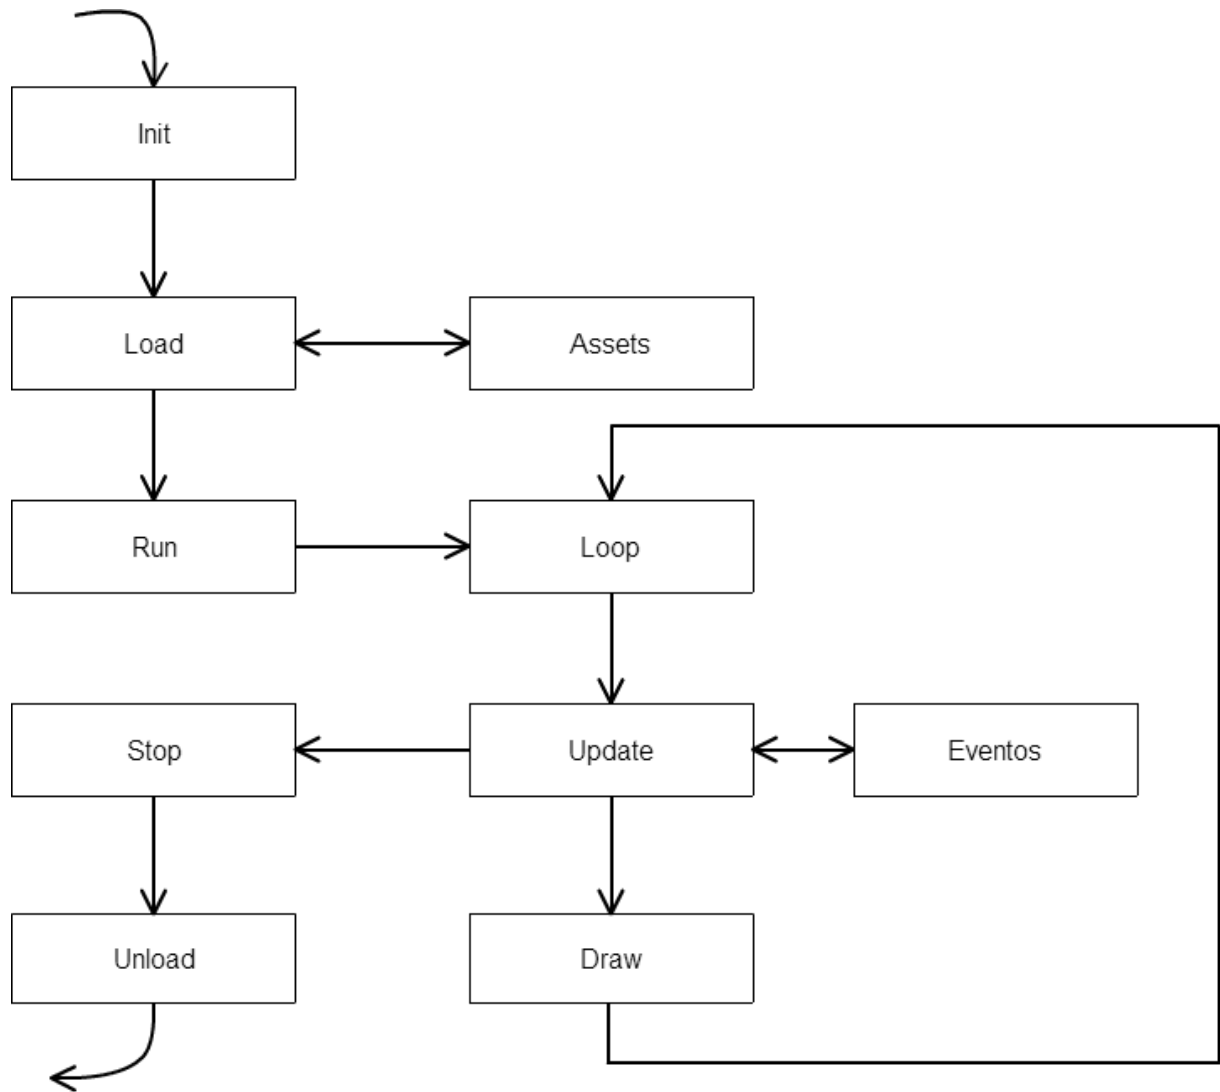 Init
Load
Assets
Run
Loop
Stop
Update
Eventos
Unload
Draw